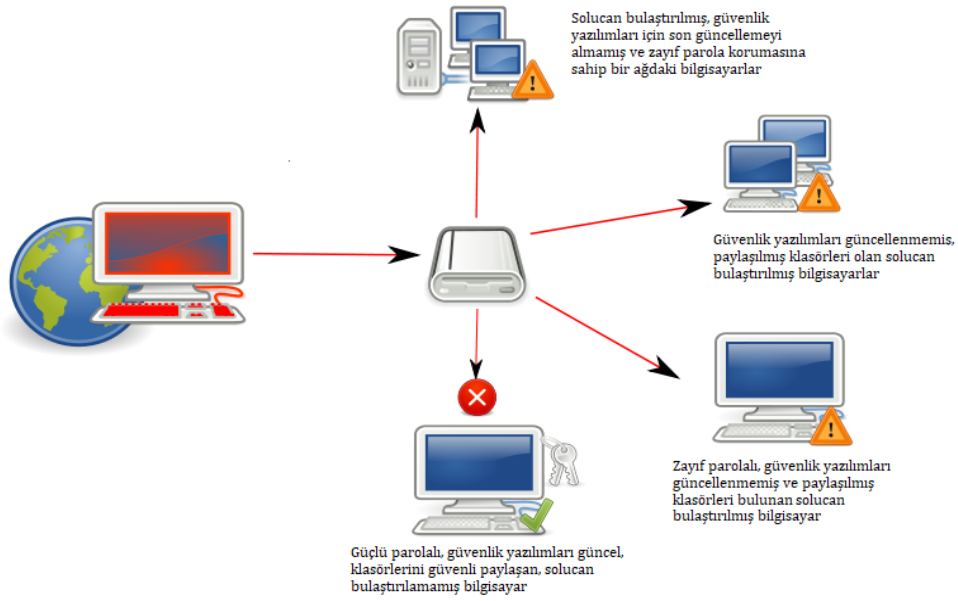 Solucan bulaştırılmış, güvenlik
yazılımları için son güncellemeyi
almamış ve zayıf parola korumasına
sahip bir ağdaki bilgisayarlar
Güvenlik yazılımları güncellenmemis,
paylaşılmış klasörleri olan solucan
bulaştırılmış bilgisayarlar
Zayıf parolalı, güvenlik yazılımları
güncellenmemiş ve paylaşılmış
klasörleri bulunan solucan
bulaştırılmış bilgisayar
Güçlü parolalı, güvenlik yazılımları güncel,
klasörlerini güvenli paylaşan, solucan
bulaştırılamamış bilgisayar